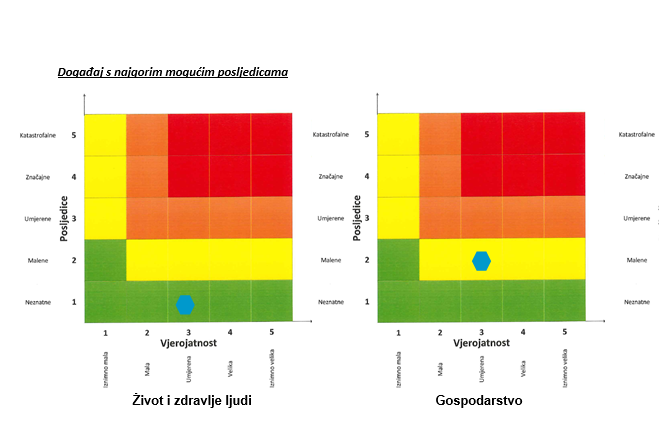 Događaj s najgorim mogućim posljedicama
Posljedice
Katastrofalne 5
Značajne 4
Umjerene 3
Malene 2
Neznatne 1
1 2 3 4 5
Vjerojatnost
Iznimno mala
Mala
Umjerena
Velika
Iznimno velika
Život i zdravlje ljudi
Posljedice
Katastrofalne 5
Značajne 4
Umjerene 3
Malene 2
Neznatne 1
1 2 3 4 5
Vjerojatnost
Iznimno mala
Mala
Umjerena
Velika
Iznimno velika
Gospodarstvo
Katastrofalne
Značajne
Umjerene
Malene
Neznatne